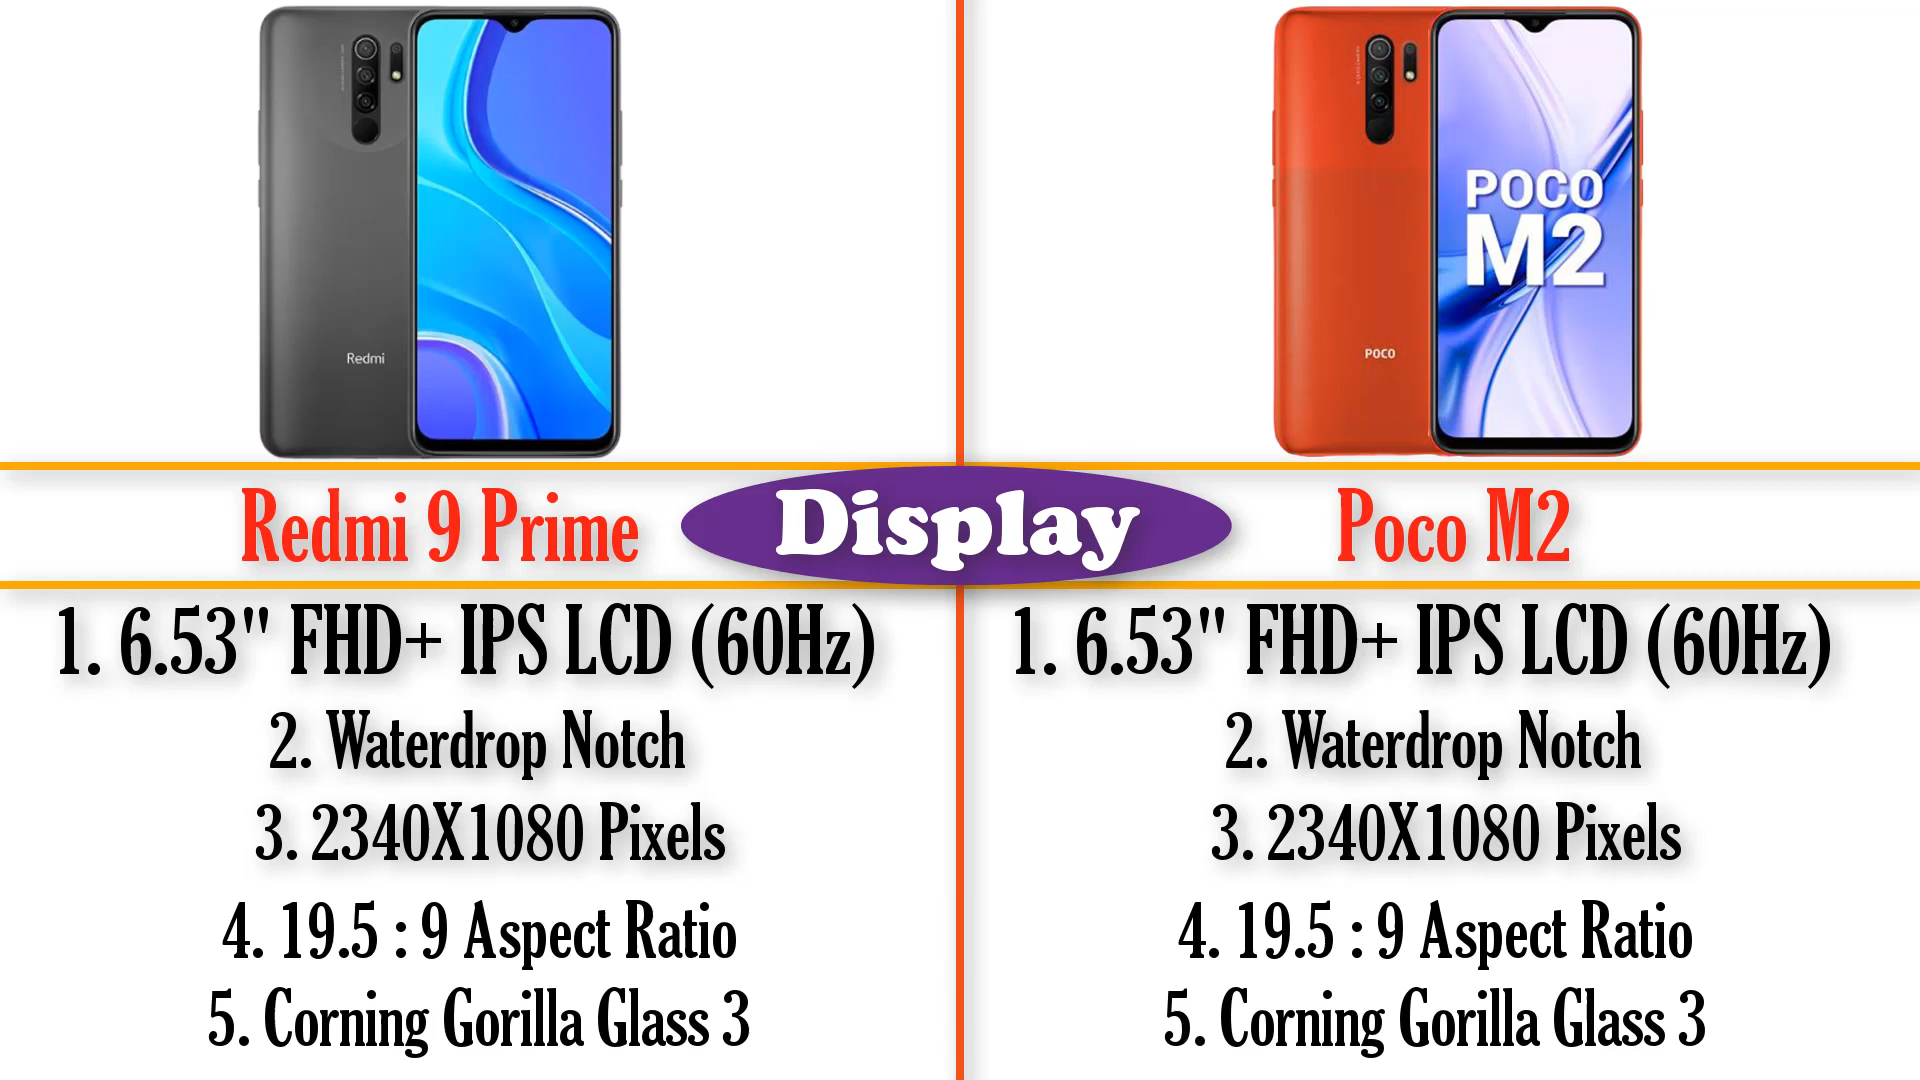 Redmi
POCO
POCO
M2
Redmi 9 Prime
Display
Poco M2
1. 6.53" FHD+ IPS LCD (60Hz)
2. Waterdrop Notch
3. 2340X1080 Pixels
4. 19.5 : 9 Aspect Ratio
5. Corning Gorilla Glass 3
1. 6.53" FHD+ IPS LCD (60Hz)
2. Waterdrop Notch
3. 2340X1080 Pixels
4. 19.5 : 9 Aspect Ratio
5. Corning Gorilla Glass 3